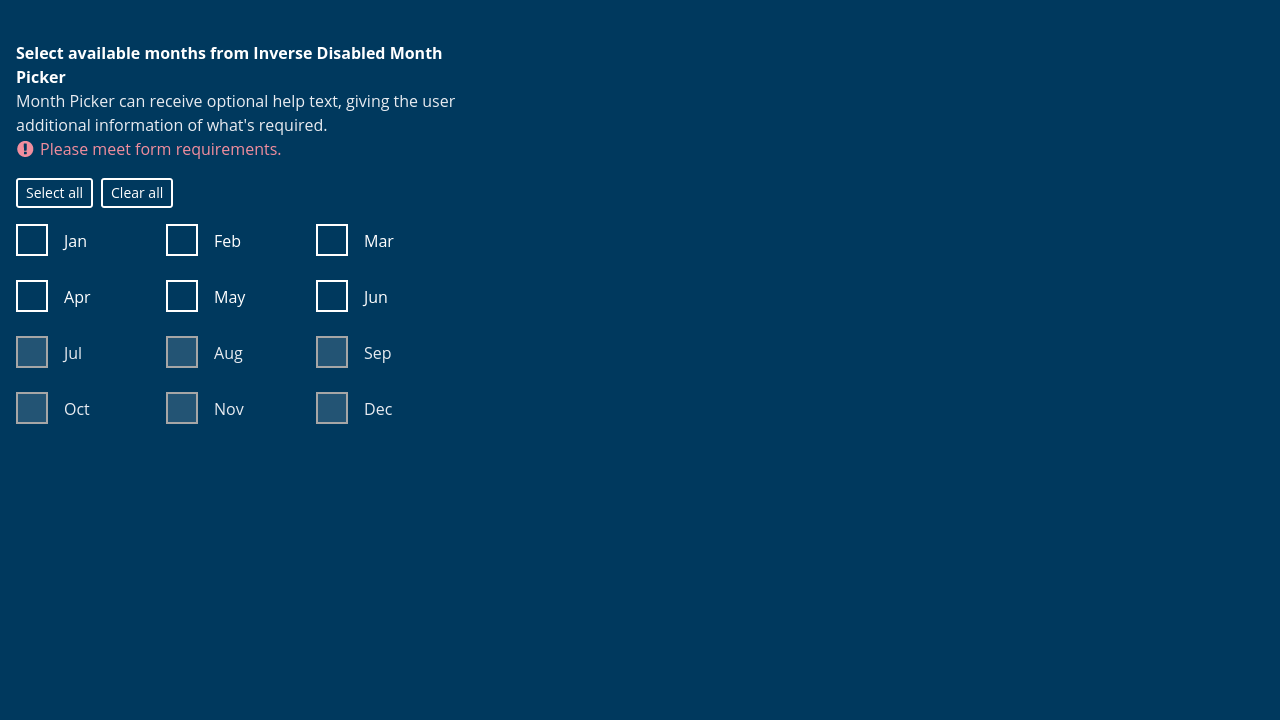 Select available months from Inverse Disabled Month
Picker
Month Picker can receive optional help text, giving the user
additional information of what's required.
Please meet form requirements.
Select all Clear all
Jan Feb Mar
Apr May Jun
Jul Aug Sep
Oct Nov Dec